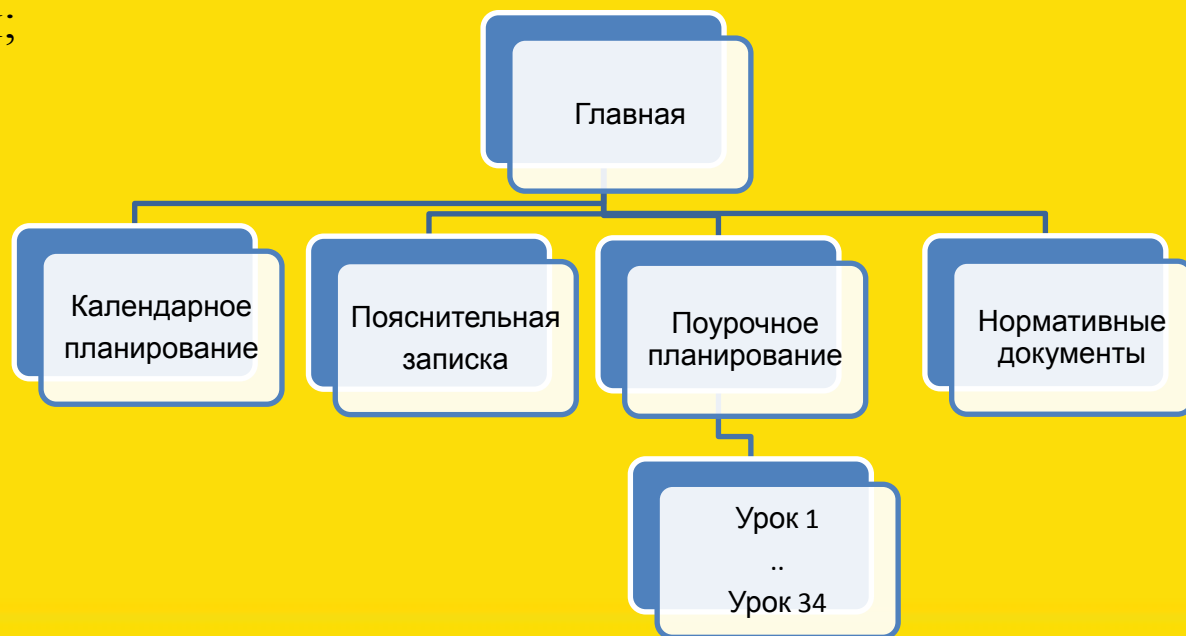 Главная
Календарное
планирование
Пояснительная
записка
Поурочное
планирование
Нормативные
документы
Урок 1
..
Урок 34